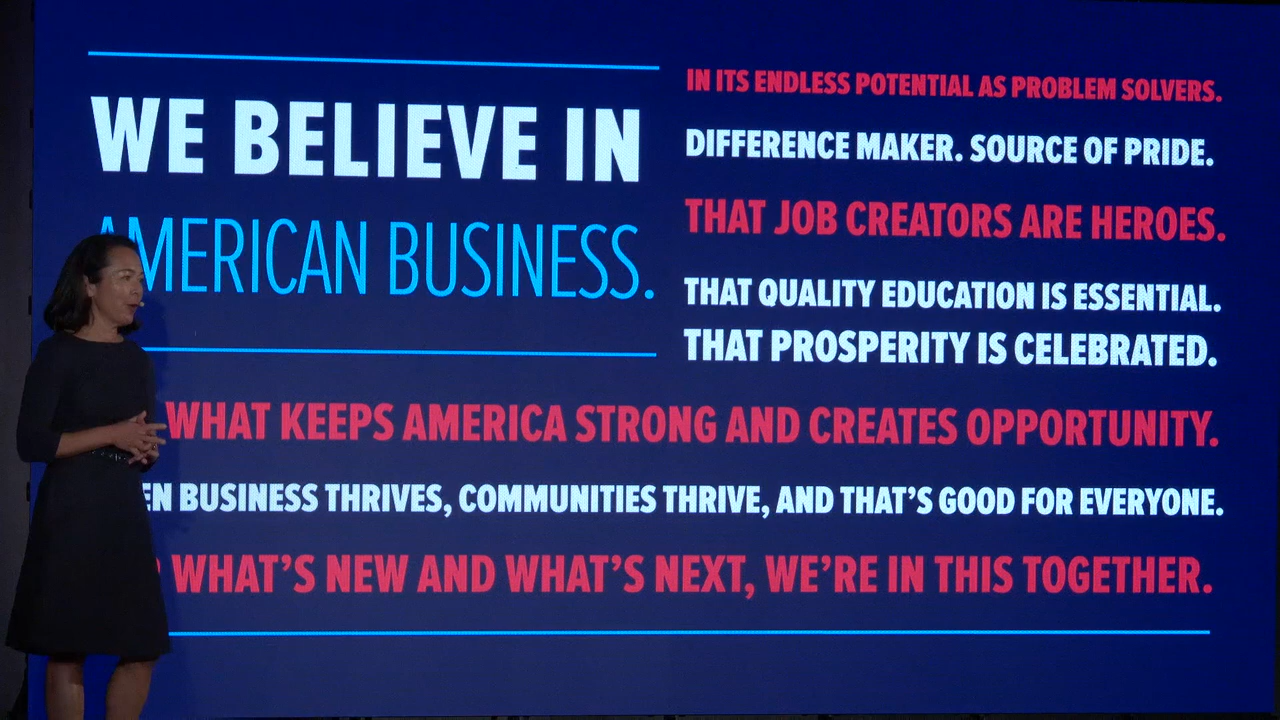 WE BELIEVE IN
AMERICAN BUSINESS.
IN ITS ENDLESS POTENTIAL AS PROBLEM SOLVERS.
DIFFERENCE MAKER. SOURCE OF PRIDE.
THAT JOB CREATORS ARE HEROES.
THAT QUALITY EDUCATION IS ESSENTIAL.
THAT PROSPERITY IS CELEBRATED.
WHAT KEEPS AMERICA STRONG AND CREATES OPPORTUNITY.
BUSINESS THRIVES, COMMUNITIES THRIVE, AND THAT'S GOOD FOR EVERYONE.
WHAT'S NEW AND WHAT'S NEXT, WE'RE IN THIS TOGETHER.